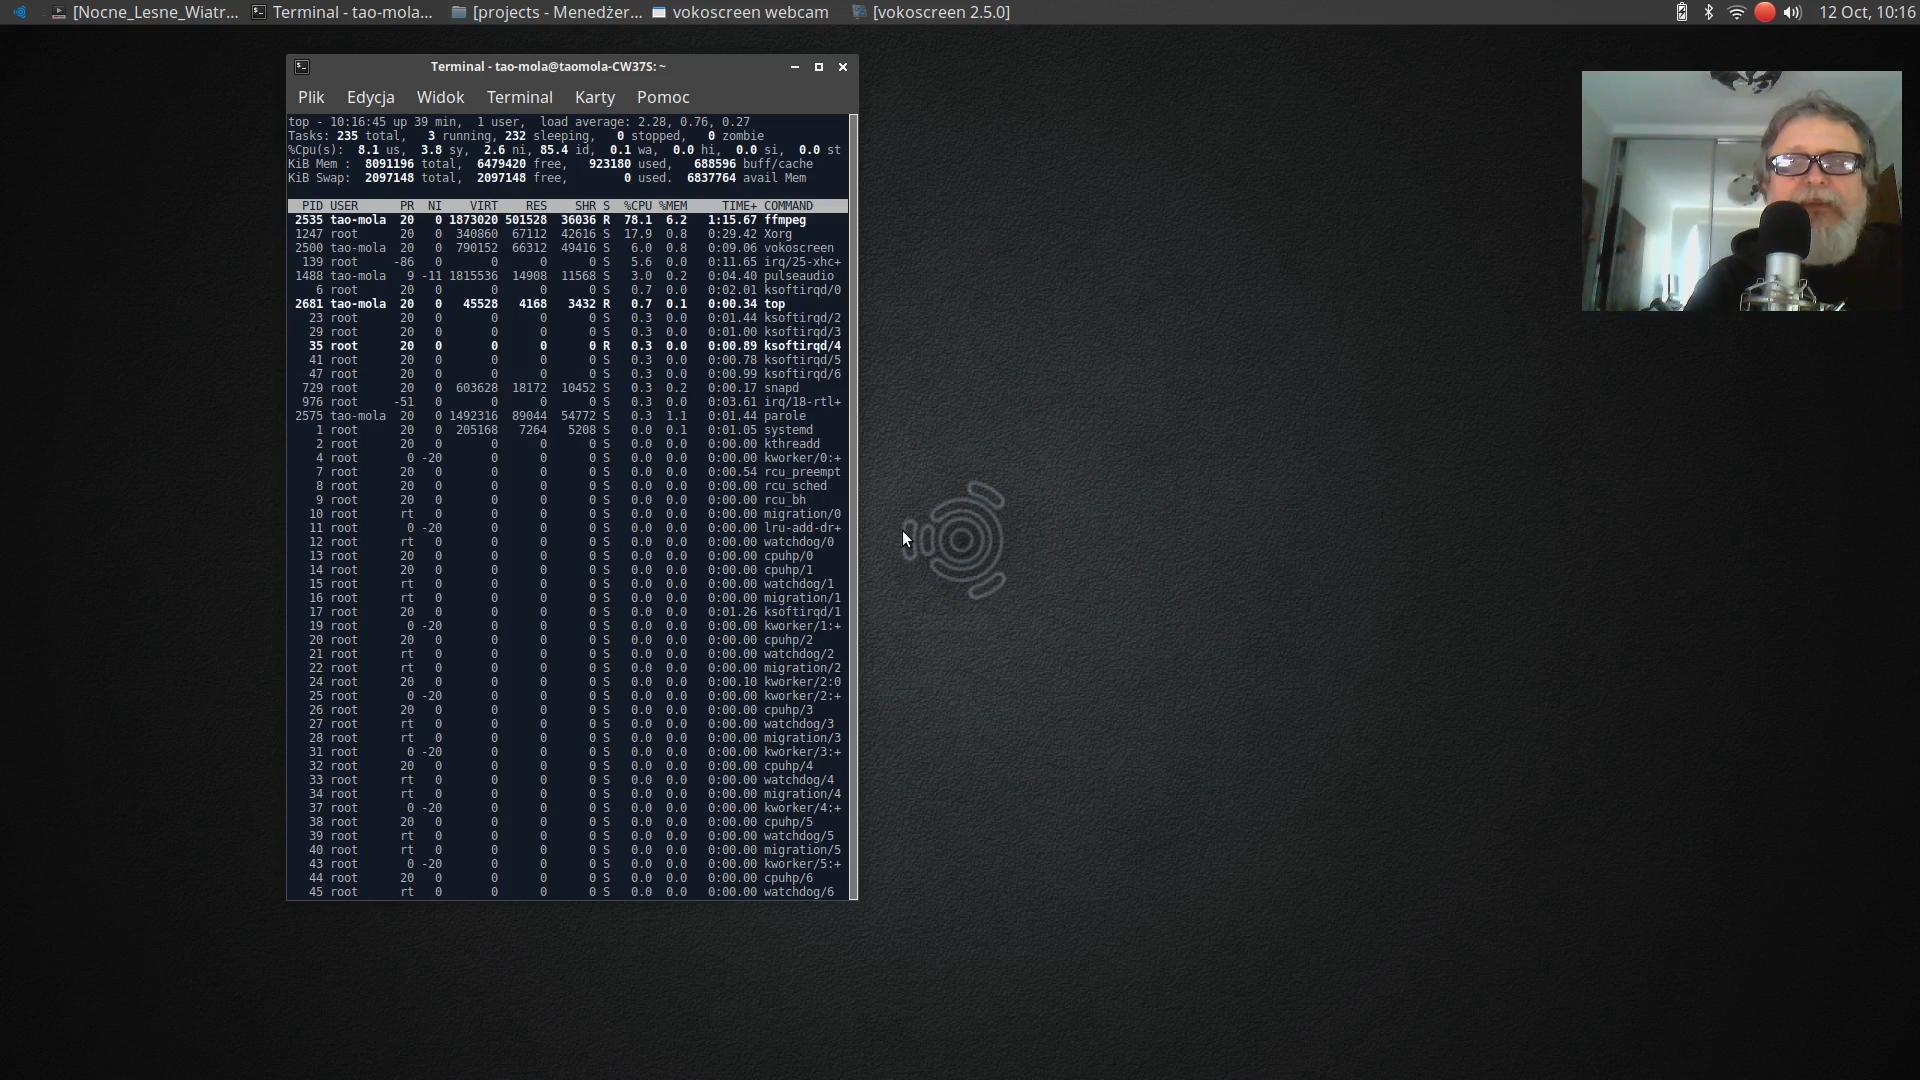 [Nocne_Lesne_Wiatr... Terminal - tao-mola... [projects - Menedżer... vokoscreen webcam [vokoscreen 2.5.0] 12 Oct, 10:16
Terminal - tao-mola@taomola-CW37S: ~
Plik Edycja Widok Terminal Karty Pomoc
top - 10:16:45 up 39 min, 1 user, load average: 2.28, 0.76, 0.27
Tasks: 235 total, 3 running, 232 sleeping, 0 stopped, 0 zombie
%Cpu(s): 8.1 us, 3.8 sy, 2.6 ni, 85.4 id, 0.1 wa, 0.0 hi, 0.0 si, 0.0 st
KiB Mem : 8091196 total, 6479420 free, 923180 used, 688596 buff/cache
KiB Swap: 2097148 total, 2097148 free, 0 used. 6837764 avail Mem
PID USER PR NI VIRT RES SHR S %CPU %MEM TIME+ COMMAND
2535 tao-mola 20 0 1873020 501528 36036 R 78.1 6.2 1:15.67 ffmpeg
1247 root 20 0 340860 67112 42616 S 17.9 0.8 0:29.42 Xorg
2500 tao-mola 20 0 790152 66312 49416 S 6.0 0.8 0:09.06 vokoscreen
139 root -86 0 0 0 0 S 5.6 0.0 0:11.65 irq/25-xhc+
1488 tao-mola 9 -11 1815536 14908 11568 S 3.0 0.2 0:04.40 pulseaudio
6 root 20 0 0 0 0 S 0.7 0.0 0:02.01 ksoftirqd/0
2681 tao-mola 20 0 45528 4168 3432 R 0.7 0.1 0:00.34 top
23 root 20 0 0 0 0 S 0.3 0.0 0:01.44 ksoftirqd/2
29 root 20 0 0 0 0 S 0.3 0.0 0:01.00 ksoftirqd/3
35 root 20 0 0 0 0 R 0.3 0.0 0:00.89 ksoftirqd/4
41 root 20 0 0 0 0 S 0.3 0.0 0:00.78 ksoftirqd/5
47 root 20 0 0 0 0 S 0.3 0.0 0:00.99 ksoftirqd/6
729 root 20 0 603628 18172 10452 S 0.3 0.2 0:00.17 snapd
976 root -51 0 0 0 0 S 0.3 0.0 0:03.61 irq/18-rtl+
2575 tao-mola 20 0 1492316 89044 54772 S 0.3 1.1 0:01.44 parole
1 root 20 0 205168 7264 5208 S 0.0 0.1 0:01.05 systemd
2 root 20 0 0 0 0 S 0.0 0.0 0:00.00 kthreadd
4 root 0 -20 0 0 0 S 0.0 0.0 0:00.00 kworker/0:+
7 root 20 0 0 0 0 S 0.0 0.0 0:00.54 rcu_preempt
8 root 20 0 0 0 0 S 0.0 0.0 0:00.00 rcu_sched
9 root 20 0 0 0 0 S 0.0 0.0 0:00.00 rcu_bh
10 root rt 0 0 0 0 S 0.0 0.0 0:00.00 migration/0
11 root 0 -20 0 0 0 S 0.0 0.0 0:00.00 lru-add-dr+
12 root rt 0 0 0 0 S 0.0 0.0 0:00.00 watchdog/0
13 root 20 0 0 0 0 S 0.0 0.0 0:00.00 cpuhp/0
14 root 20 0 0 0 0 S 0.0 0.0 0:00.00 cpuhp/1
15 root rt 0 0 0 0 S 0.0 0.0 0:00.00 watchdog/1
16 root rt 0 0 0 0 S 0.0 0.0 0:00.00 migration/1
17 root 20 0 0 0 0 S 0.0 0.0 0:01.26 ksoftirqd/1
19 root 0 -20 0 0 0 S 0.0 0.0 0:00.00 kworker/1:+
20 root 20 0 0 0 0 S 0.0 0.0 0:00.00 cpuhp/2
21 root rt 0 0 0 0 S 0.0 0.0 0:00.00 watchdog/2
22 root rt 0 0 0 0 S 0.0 0.0 0:00.00 migration/2
24 root 20 0 0 0 0 S 0.0 0.0 0:00.10 kworker/2:0
25 root 0 -20 0 0 0 S 0.0 0.0 0:00.00 kworker/2:+
26 root 20 0 0 0 0 S 0.0 0.0 0:00.00 cpuhp/3
27 root rt 0 0 0 0 S 0.0 0.0 0:00.00 watchdog/3
28 root rt 0 0 0 0 S 0.0 0.0 0:00.00 migration/3
31 root 0 -20 0 0 0 S 0.0 0.0 0:00.00 kworker/3:+
32 root 20 0 0 0 0 S 0.0 0.0 0:00.00 cpuhp/4
33 root rt 0 0 0 0 S 0.0 0.0 0:00.00 watchdog/4
34 root rt 0 0 0 0 S 0.0 0.0 0:00.00 migration/4
37 root 0 -20 0 0 0 S 0.0 0.0 0:00.00 kworker/4:+
38 root 20 0 0 0 0 S 0.0 0.0 0:00.00 cpuhp/5
39 root rt 0 0 0 0 S 0.0 0.0 0:00.00 watchdog/5
40 root rt 0 0 0 0 S 0.0 0.0 0:00.00 migration/5
43 root 0 -20 0 0 0 S 0.0 0.0 0:00.00 kworker/5:+
44 root 20 0 0 0 0 S 0.0 0.0 0:00.00 cpuhp/6
45 root rt 0 0 0 0 S 0.0 0.0 0:00.00 watchdog/6